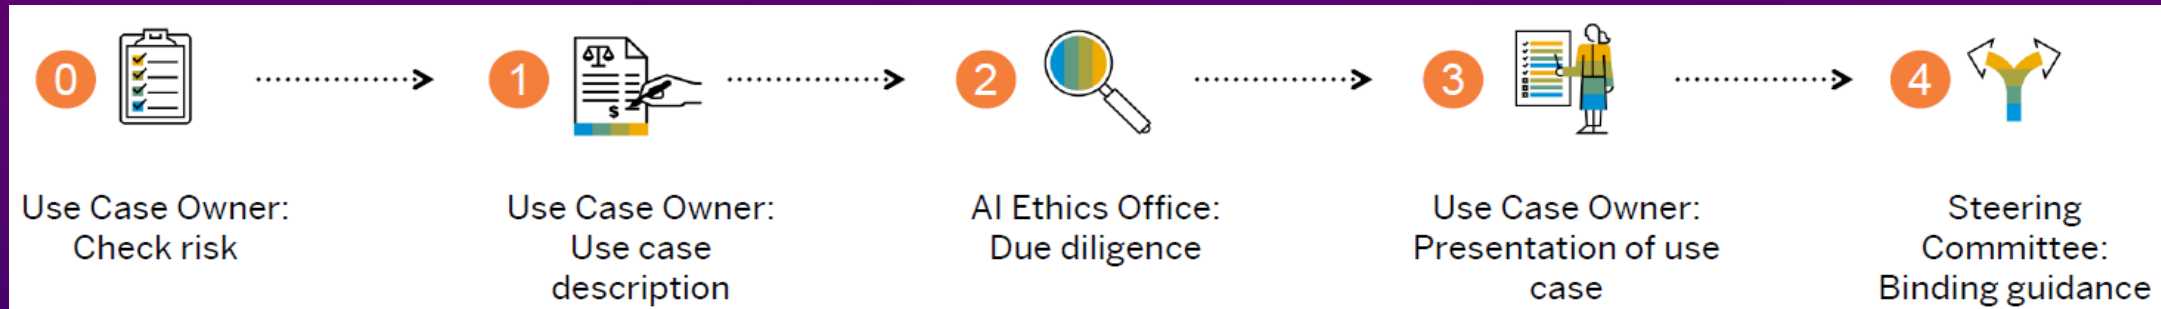 0
Use Case Owner:
Check risk
1
$
Use Case Owner:
Use case
description
2
AI Ethics Office:
Due diligence
3
Use Case Owner:
Presentation of use
case
4
Steering
Committee:
Binding guidance